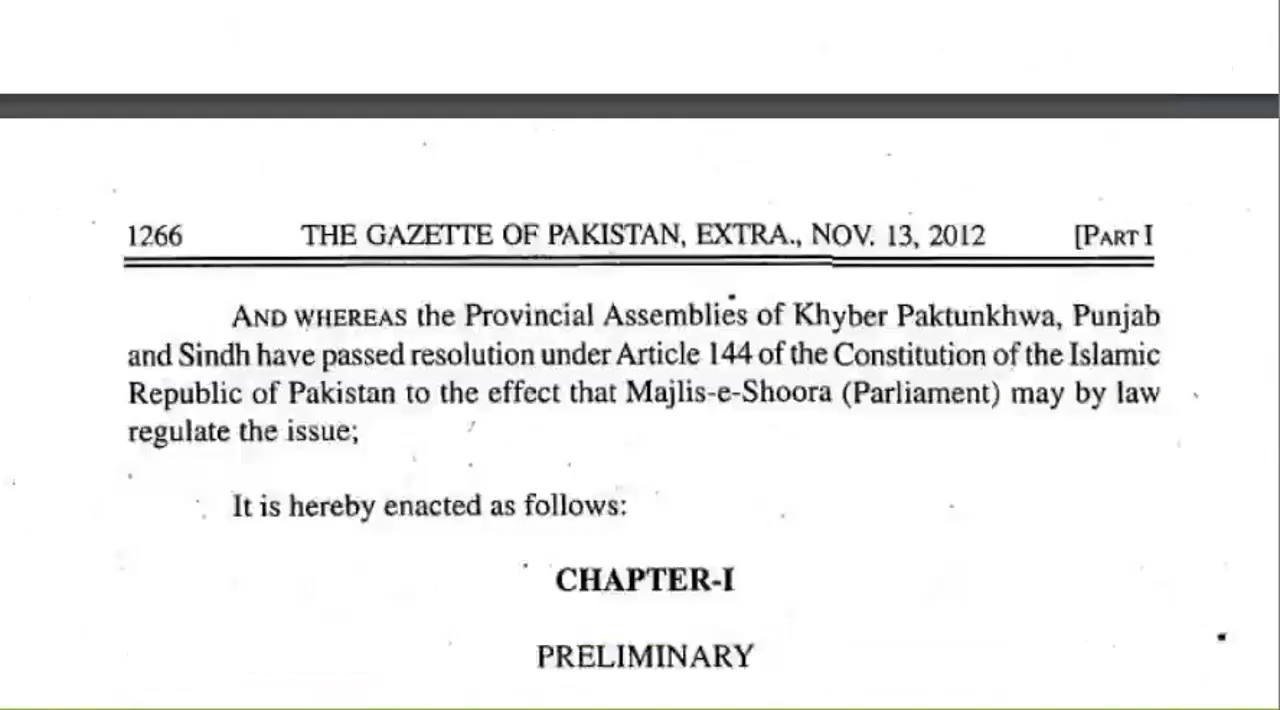 1266 THE GAZETTE OF PAKISTAN, EXTRA., NOV. 13, 2012 [PART I
AND WHEREAS the Provincial Assemblies of Khyber Paktunkhwa, Punjab
and Sindh have passed resolution under Article 144 of the Constitution of the Islamic
Republic of Pakistan to the effect that Majlis-e-Shoora (Parliament) may by law
regulate the issue;
It is hereby enacted as follows:
CHAPTER-I
PRELIMINARY